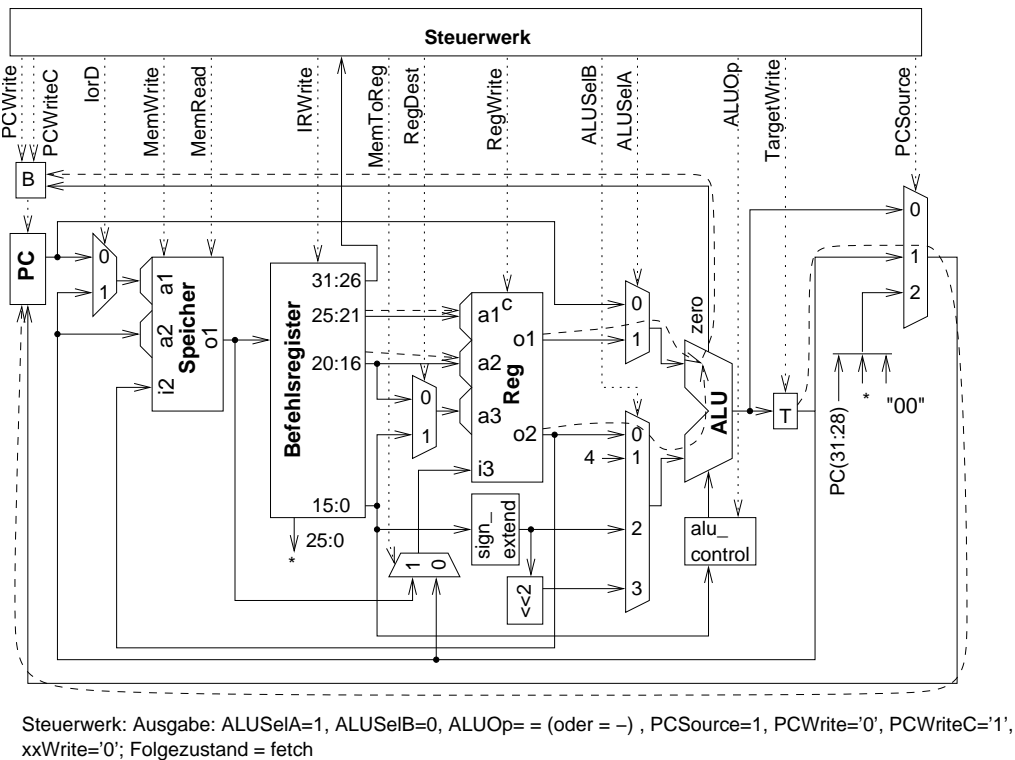 Steuerwerk
PCWrite
PCWriteC
IorD
MemWrite
MemRead
IRWrite
MemToReg
RegDest
RegWrite
ALUSelB
ALUSelA
ALUOp
TargetWrite
PCSource
B
PC
0
1
a1
a2
i2
Speicher
o1
Befehlsregister
31:26
25:21
20:16
15:0
25:0
*
0
1
a1
c
a2
a3
i3
Reg
o1
o2
1
0
sign_
extend
<<2
0
1
4
0
1
2
3
zero
ALU
alu_
control
T
0
1
2
PC(31:28)
*
"00"
Steuerwerk: Ausgabe: ALUSelA=1, ALUSelB=0, ALUOp= = (oder = −) , PCSource=1, PCWrite='0', PCWriteC='1',
xxWrite='0'; Folgezustand = fetch